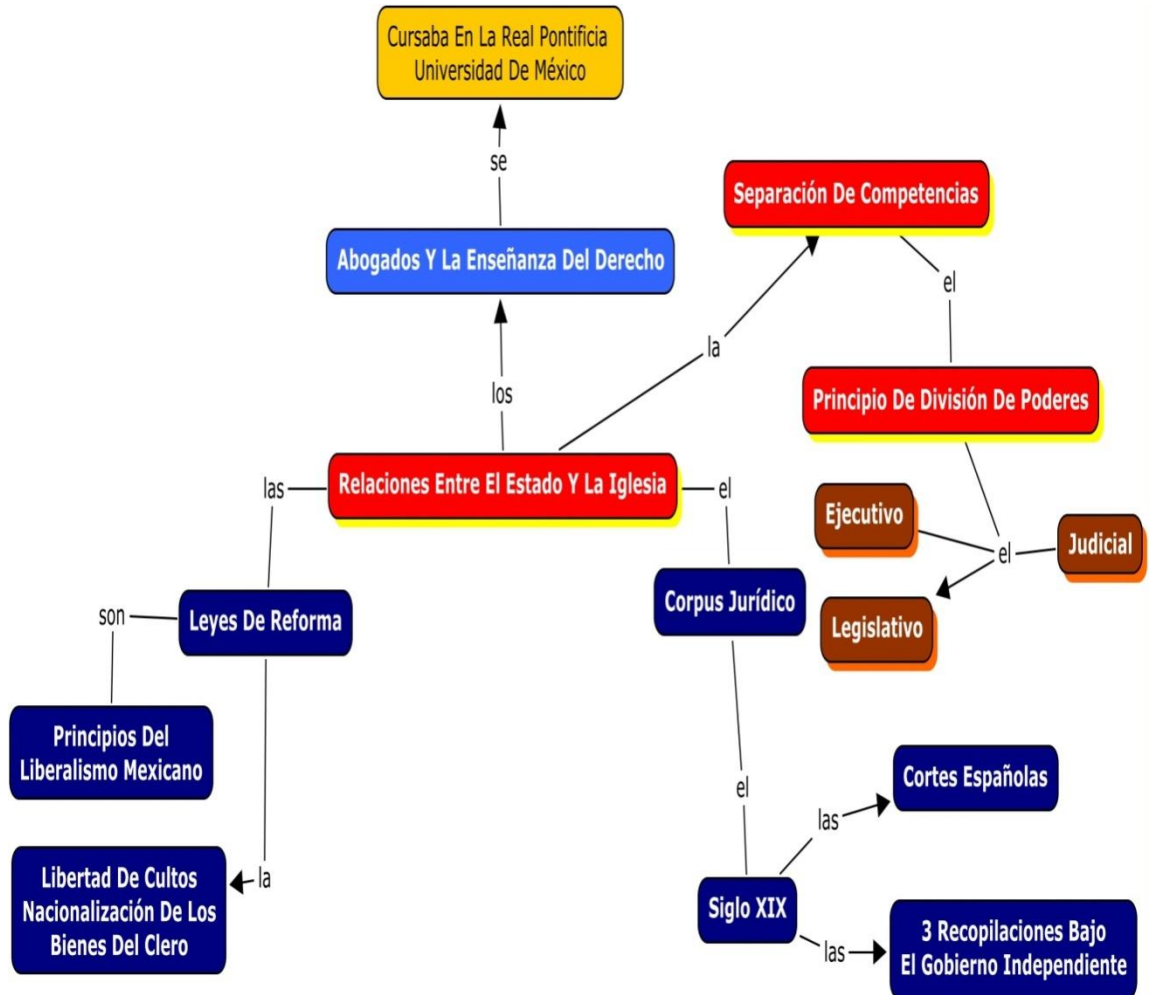 Cursaba En La Real Pontificia
Universidad De México
se
Separación De Competencias
Abogados Y La Enseñanza Del Derecho
el
la
los
Principio De División De Poderes
las
Relaciones Entre El Estado Y La Iglesia
el
Ejecutivo
el
Judicial
Legislativo
son
Leyes De Reforma
Corpus Jurídico
Principios Del
Liberalismo Mexicano
el
Cortes Españolas
las
Libertad De Cultos
Nacionalización De Los
Bienes Del Clero
la
Siglo XIX
las
3 Recopilaciones Bajo
El Gobierno Independiente